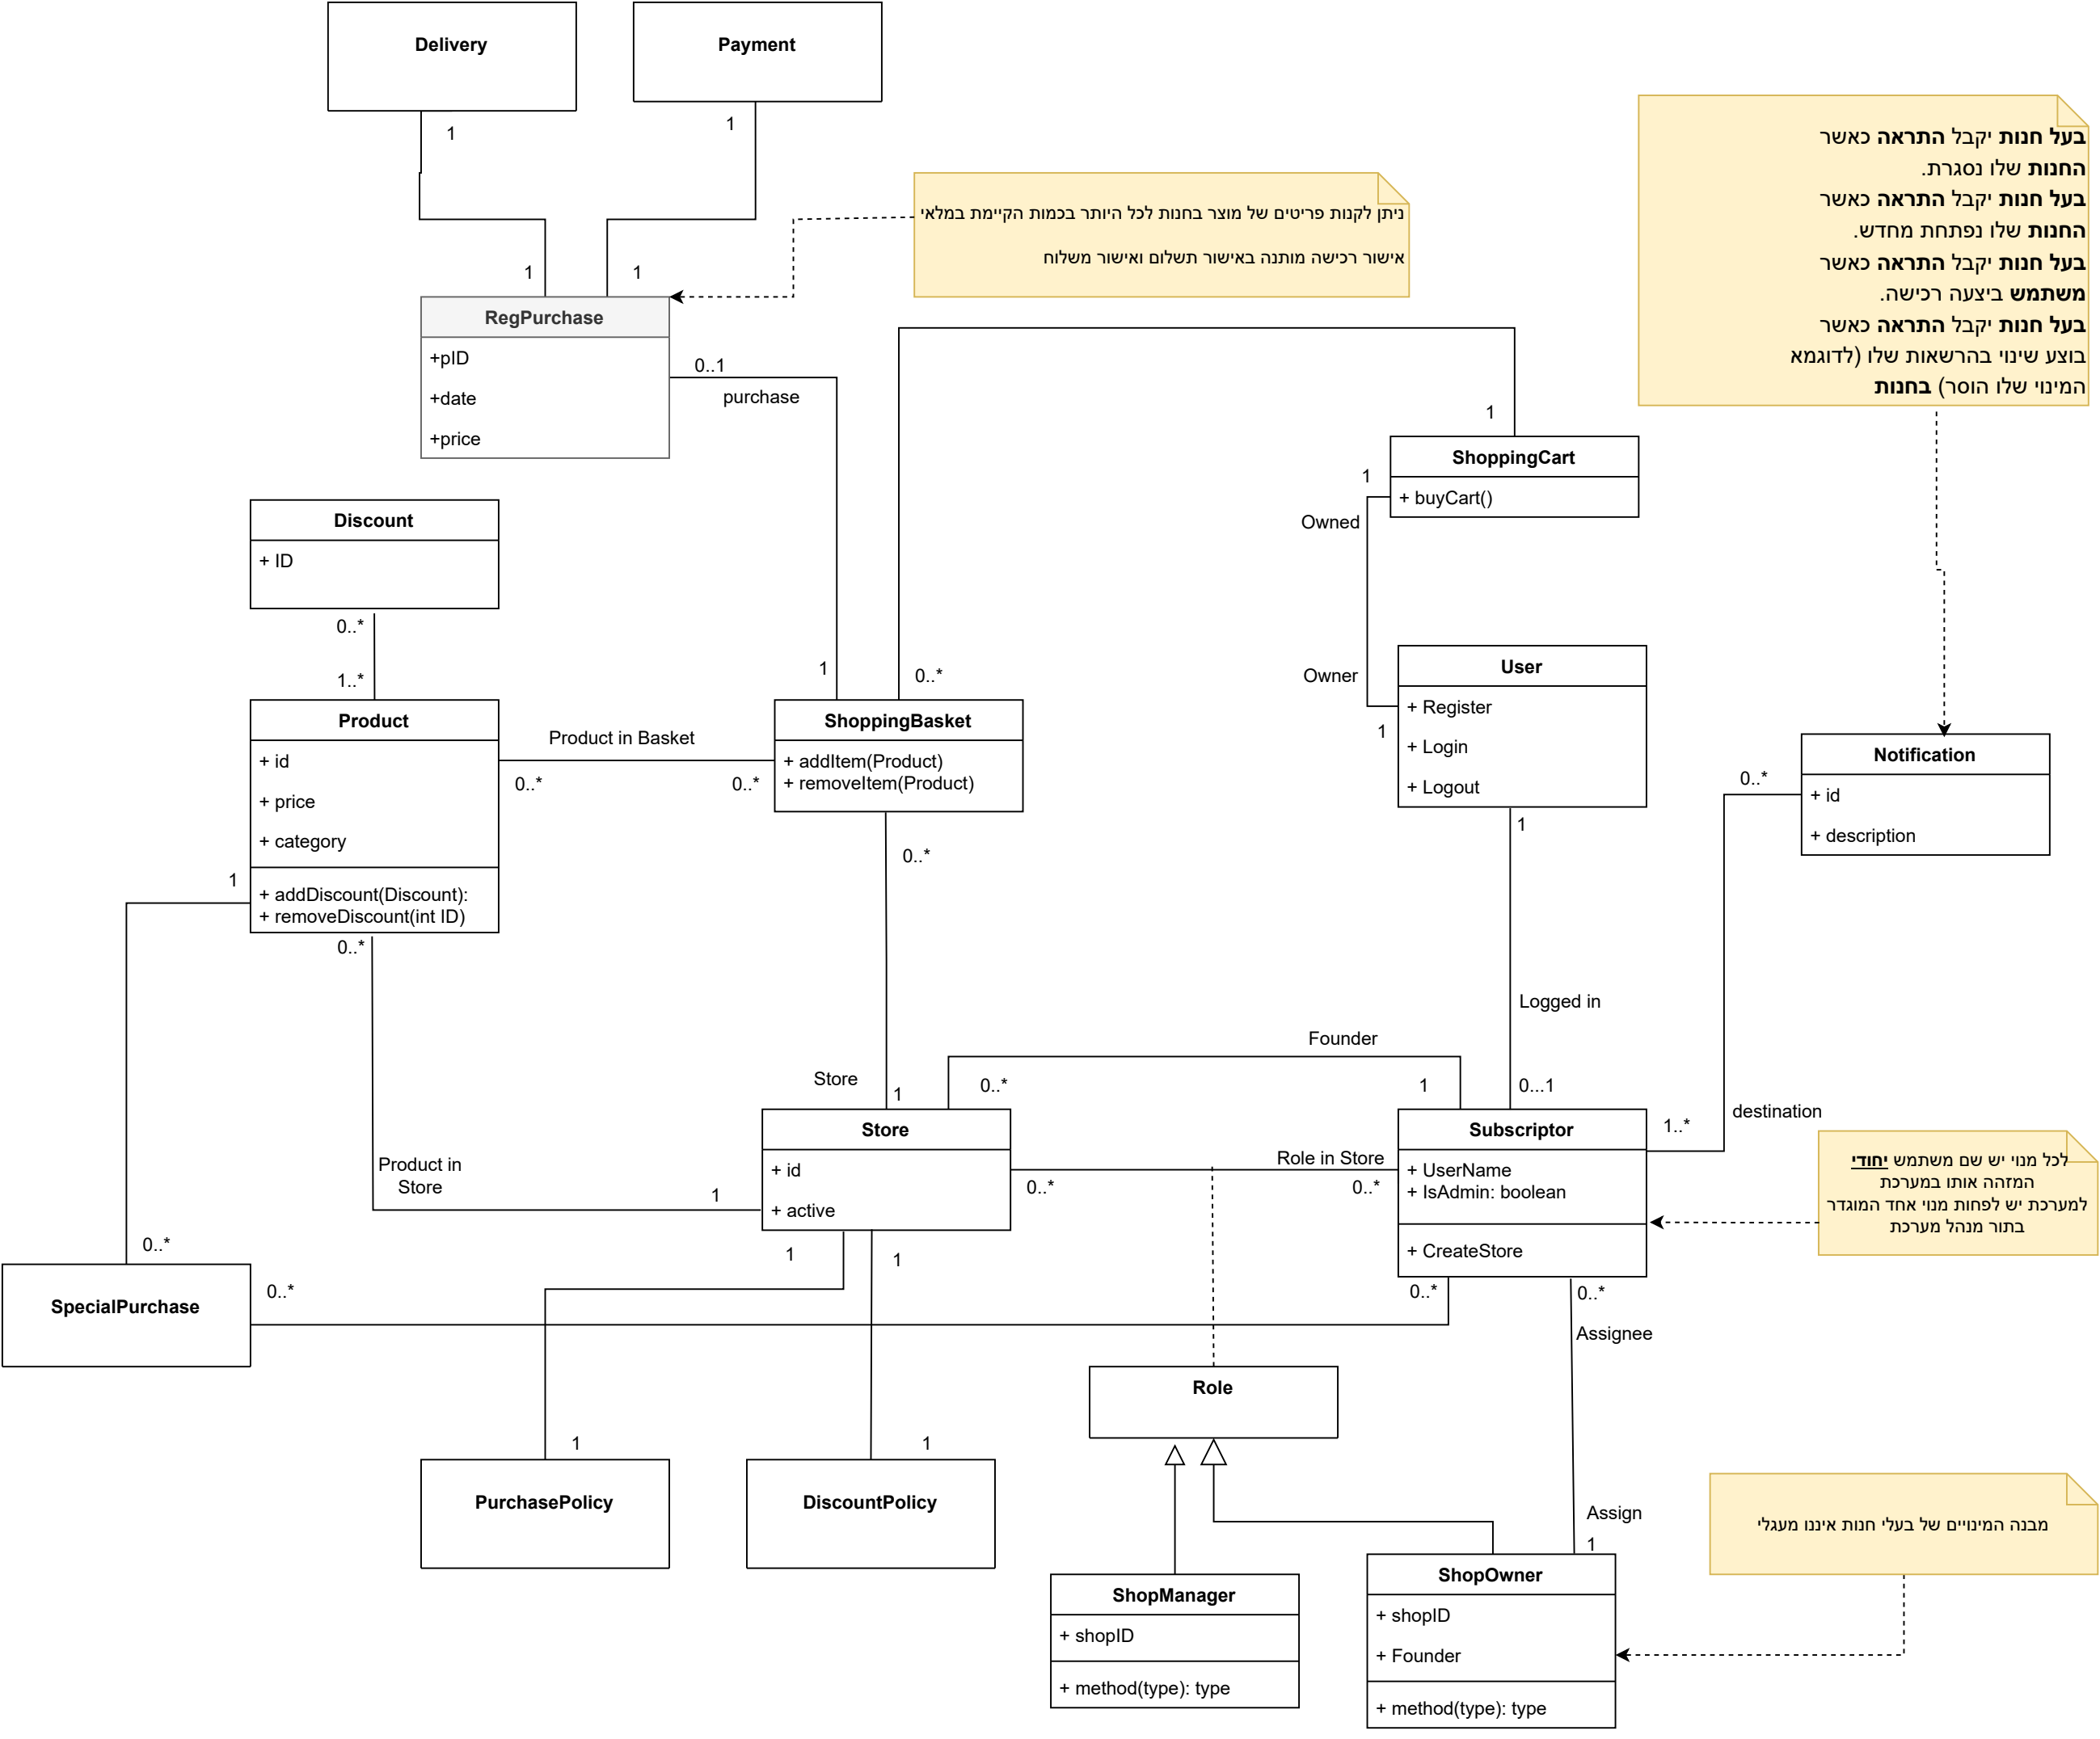 Delivery
Payment
1
1
בעל חנות יקבל התראה כאשר
החנות שלו נסגרת.
בעל חנות יקבל התראה כאשר
החנות שלו נפתחת מחדש.
בעל חנות יקבל התראה כאשר
משתמש ביצעה רכישה.
בעל חנות יקבל התראה כאשר
בוצע שינוי בהרשאות שלו (לדוגמא
המינוי שלו הוסר) בחנות
ניתן לקנות פריטים של מוצר בחנות לכל היותר בכמות הקיימת במלאי
אישור רכישה מותנה באישור תשלום ואישור משלוח
1
1
RegPurchase
+pID
+date
+price
0..1
purchase
1
ShoppingCart
+ buyCart()
1
Owned
Discount
+ ID
0..*
1..*
1
0..*
Owner
1
User
+ Register
+ Login
+ Logout
Product
+ id
+ price
+ category
+ addDiscount(Discount):
+ removeDiscount(int ID)
Product in Basket
0..*
0..*
ShoppingBasket
+ addItem(Product)
+ removeItem(Product)
Notification
+ id
+ description
0..*
1
0..*
1
0..*
Logged in
Founder
Store
1
0..*
1
0...1
destination
1..*
Store
+ id
+ active
Role in Store
0..*
0..*
Subscriptor
+ UserName
+ IsAdmin: boolean
+ CreateStore
לכל מנוי יש שם משתמש יחודי
המזהה אותו במערכת
למערכת יש לפחות מנוי אחד המוגדר
בתור מנהל מערכת
Product in
Store
1
0..*
1
1
SpecialPurchase
0..*
0..*
0..*
Assignee
Role
1
1
PurchasePolicy
DiscountPolicy
Assign
1
מבנה המינויים של בעלי חנות איננו מעגלי
ShopManager
+ shopID
+ method(type): type
ShopOwner
+ shopID
+ Founder
+ method(type): type